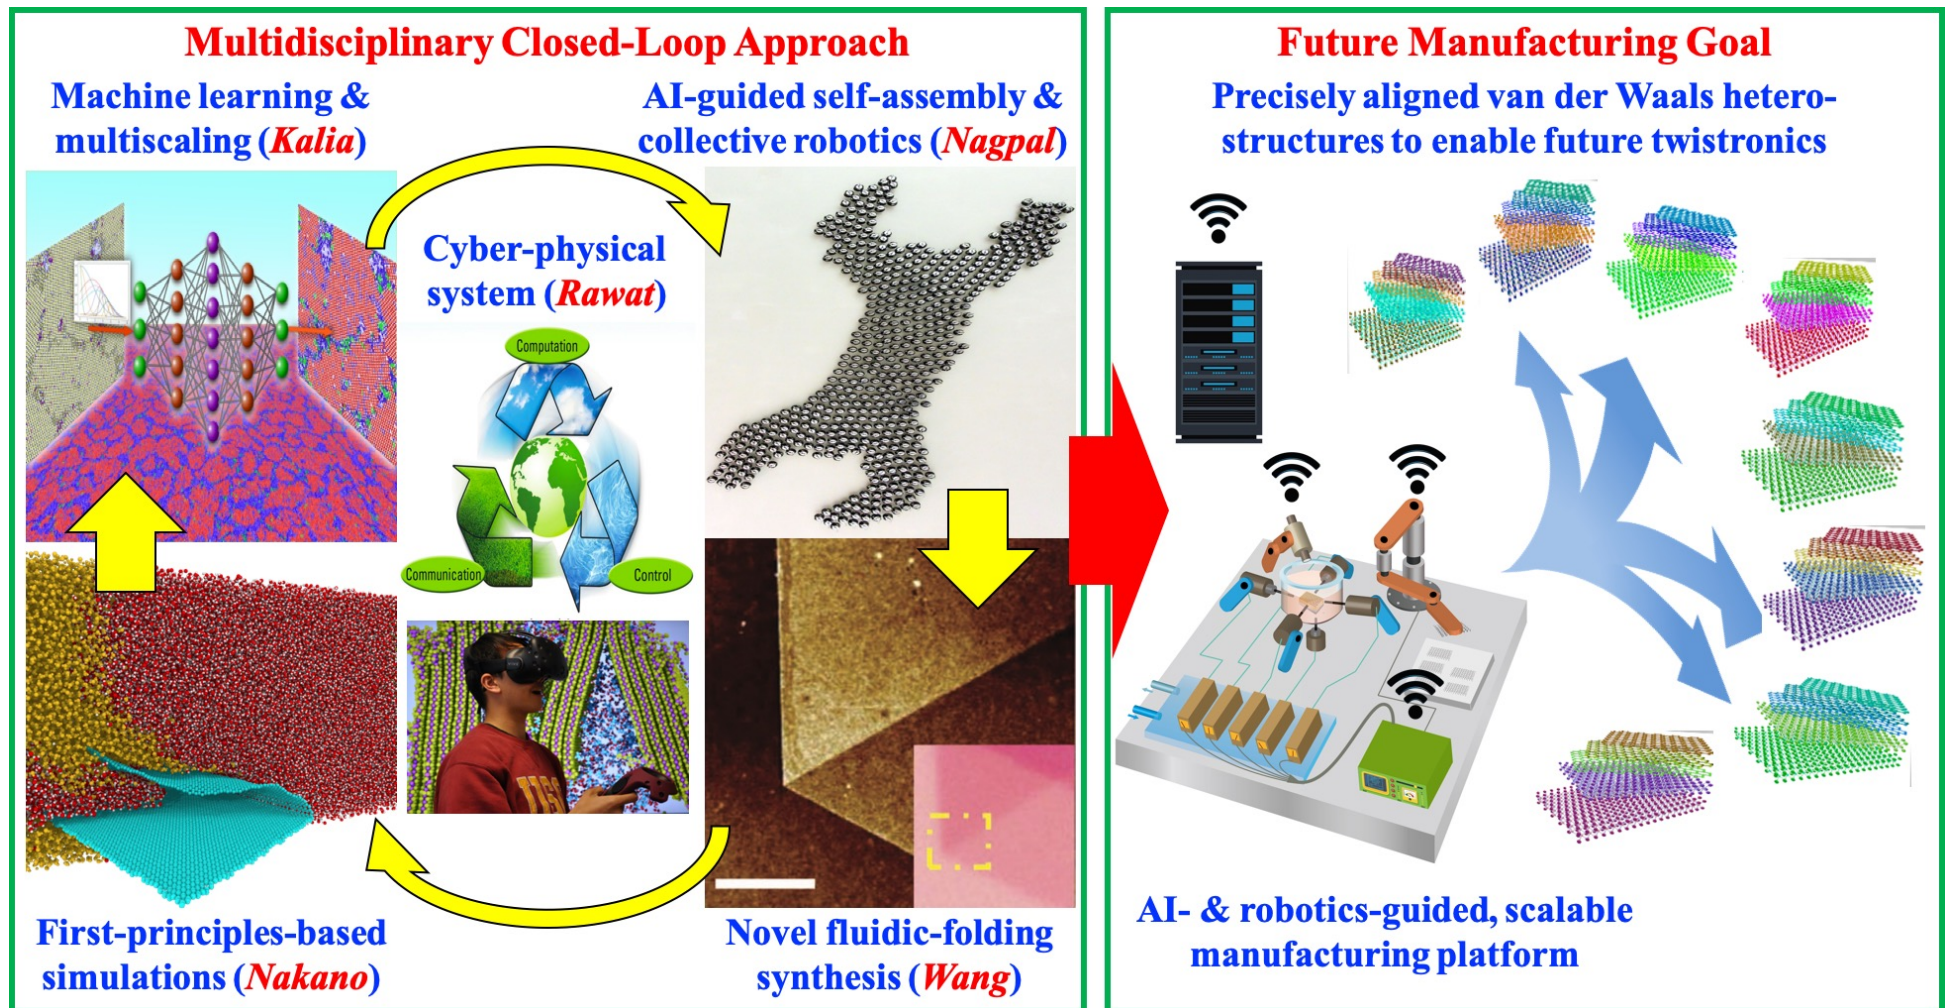 Multidisciplinary Closed-Loop Approach
Machine learning &
multiscaling (Kalia)
AI-guided self-assembly &
collective robotics (Nagpal)
Cyber-physical
system (Rawat)
Computation
Communication
Control
First-principles-based
simulations (Nakano)
Novel fluidic-folding
synthesis (Wang)
Future Manufacturing Goal
Precisely aligned van der Waals hetero-
structures to enable future twistronics
AI- & robotics-guided, scalable
manufacturing platform